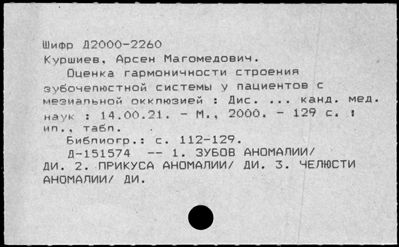 Шифр Д2000-2260
Куршиев, Арсен Магомедович.
Оценка гармоничности строения
зубочелюстной системы у пациентов с
мезиальной окклюзией : Дис. ... канд. мед.
наук : 14.00.21. - М., 2000. - 129 с. :
ил., табл.
Библиогр.: с. 112-129.
Д-151574 -- 1. ЗУБОВ АНОМАЛИИ/
ДИ. 2. ПРИКУСА АНОМАЛИИ/ ДИ. 3. ЧЕЛЮСТИ
АНОМАЛИИ/ ДИ.